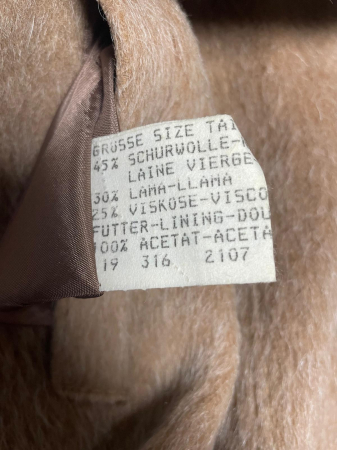 GRÖSSE SIZE TAI
45% SCHURWOLLE-
LAINE VIERGE
30% LAMA-LLAMA
25% VISKOSE-VISCO
FUTTER-LINING-DOU
100% ACETAT-ACETA
19 316 2107